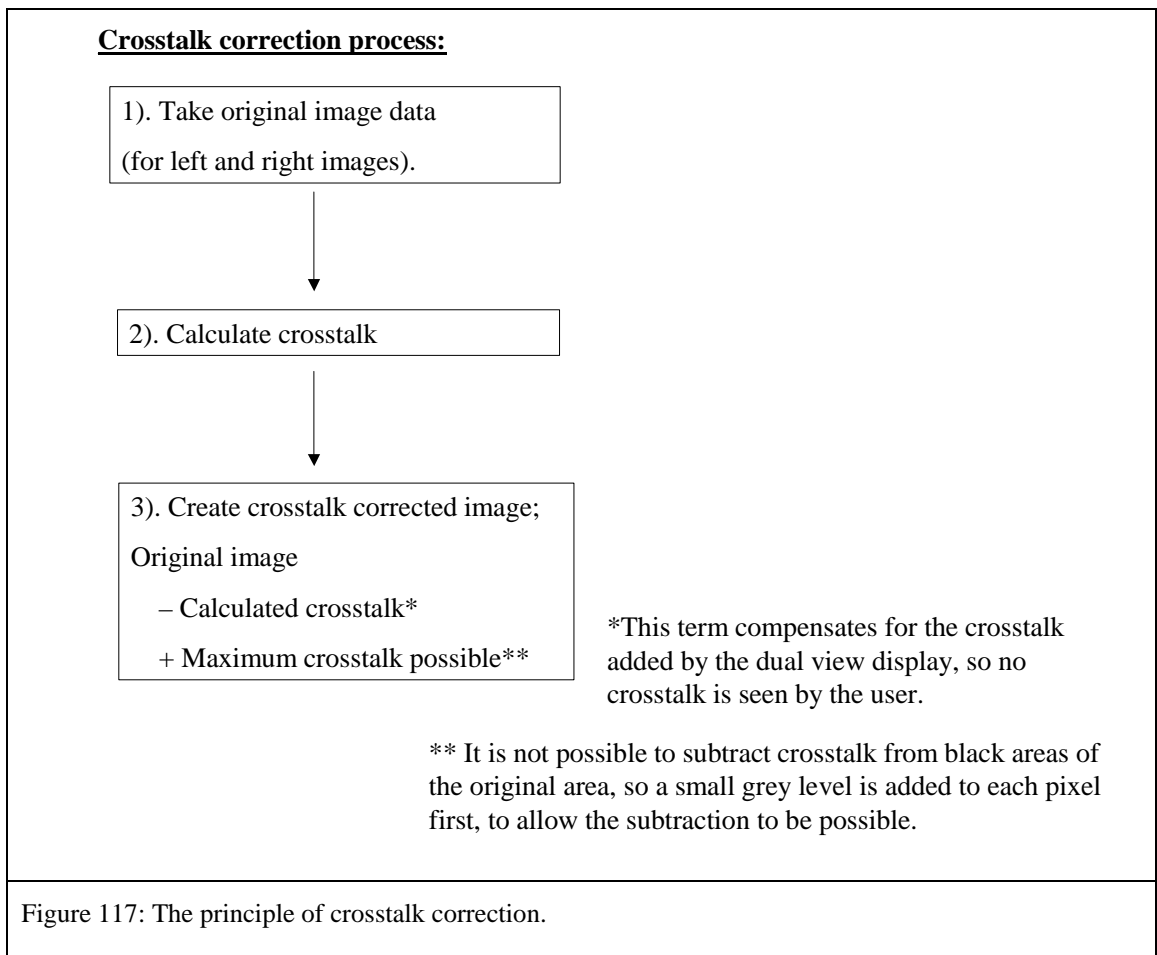 Crosstalk correction process:
1). Take original image data
(for left and right images).
2). Calculate crosstalk
3). Create crosstalk corrected image;
Original image
– Calculated crosstalk*
+ Maximum crosstalk possible**
*This term compensates for the crosstalk
added by the dual view display, so no
crosstalk is seen by the user.
** It is not possible to subtract crosstalk from black areas of
the original area, so a small grey level is added to each pixel
first, to allow the subtraction to be possible.
Figure 117: The principle of crosstalk correction.